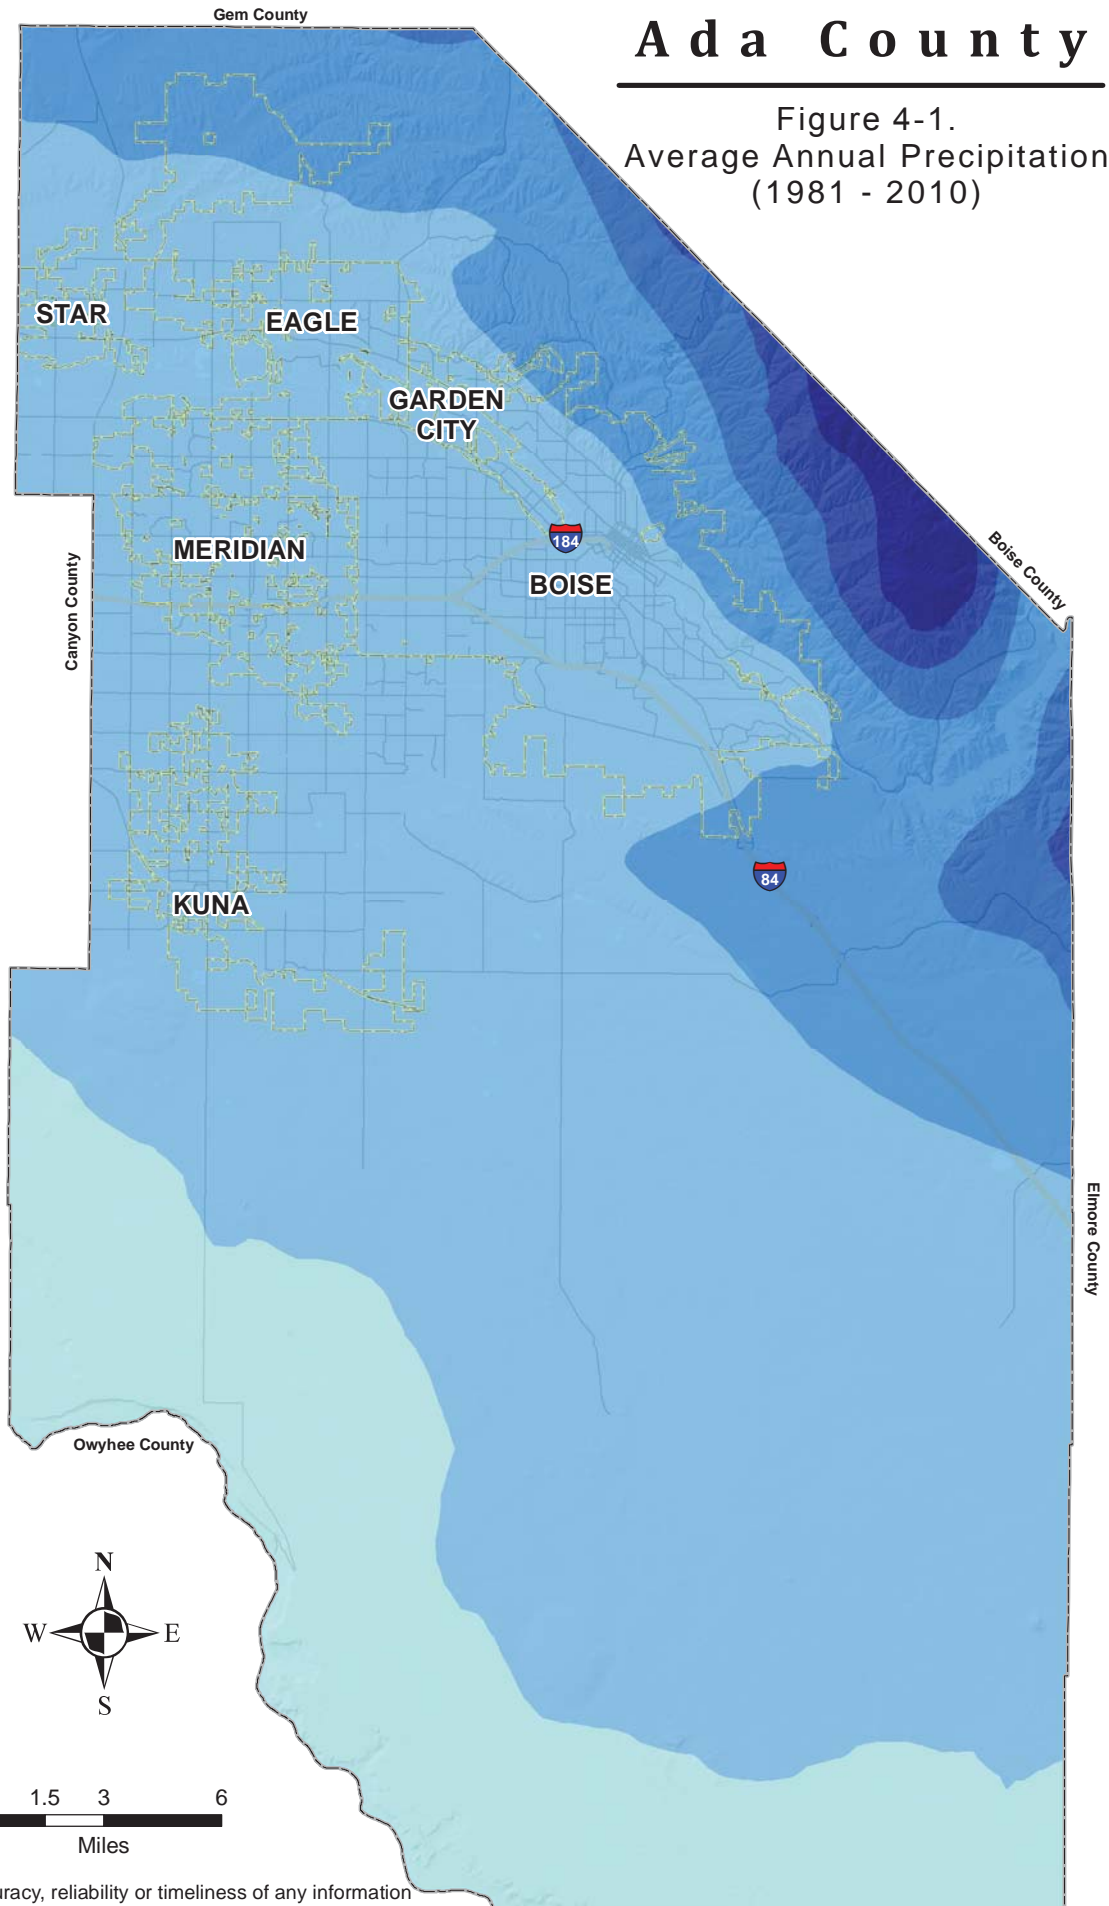 Gem County
Ada County
Figure 4-1.
Average Annual Precipitation
(1981 - 2010)
STAR
EAGLE
GARDEN
CITY
184
MERIDIAN
BOISE
Boise County
Canyon County
84
KUNA
Elmore County
Owyhee County
N
W E
S
1.5 3 6
Miles
uracy, reliability or timeliness of any information